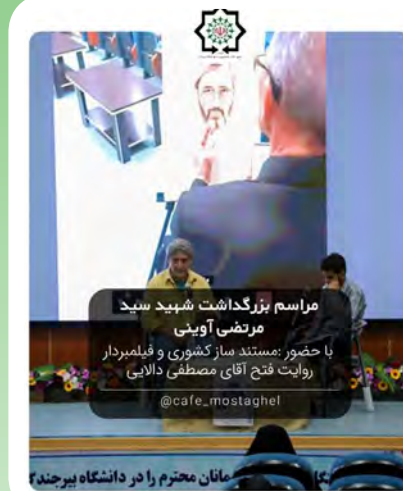 مراسم بزرگداشت شهید سید
مرتضی آوینی
با حضور :مستند ساز کشوری و فیلمبردار
روایت فتح آقای مصطفی دالایی
@cafe_mostaghel
مانان محترم را در دانشگاه بیرجند